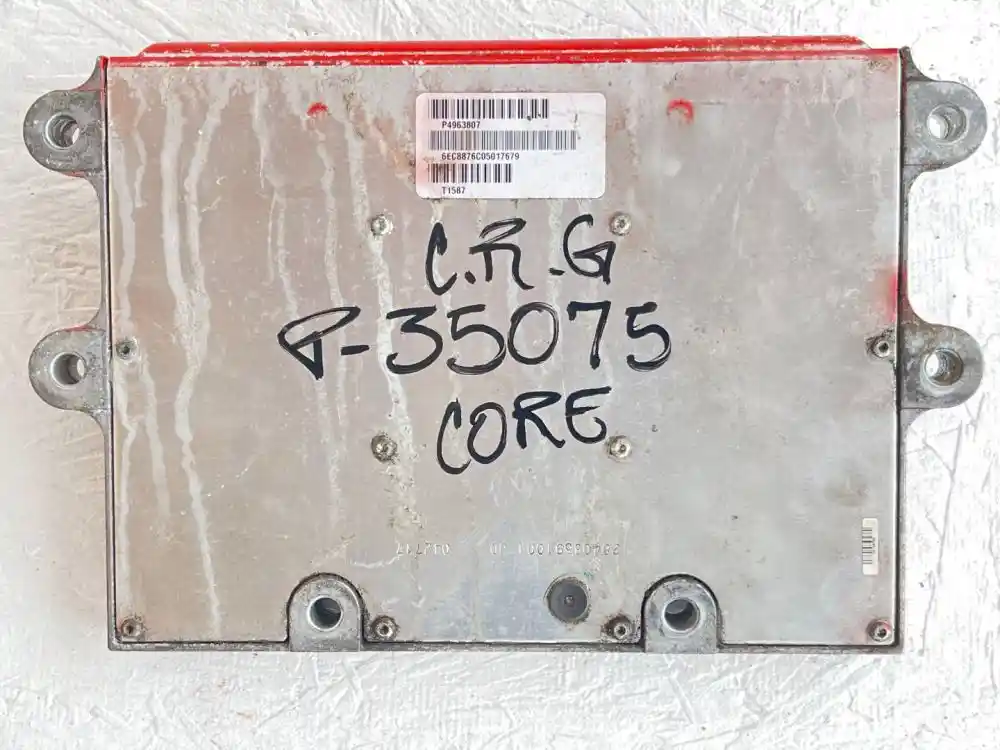 P4963807
6EC8876C05017679
T1587
C.R.G
P-35075
CORE